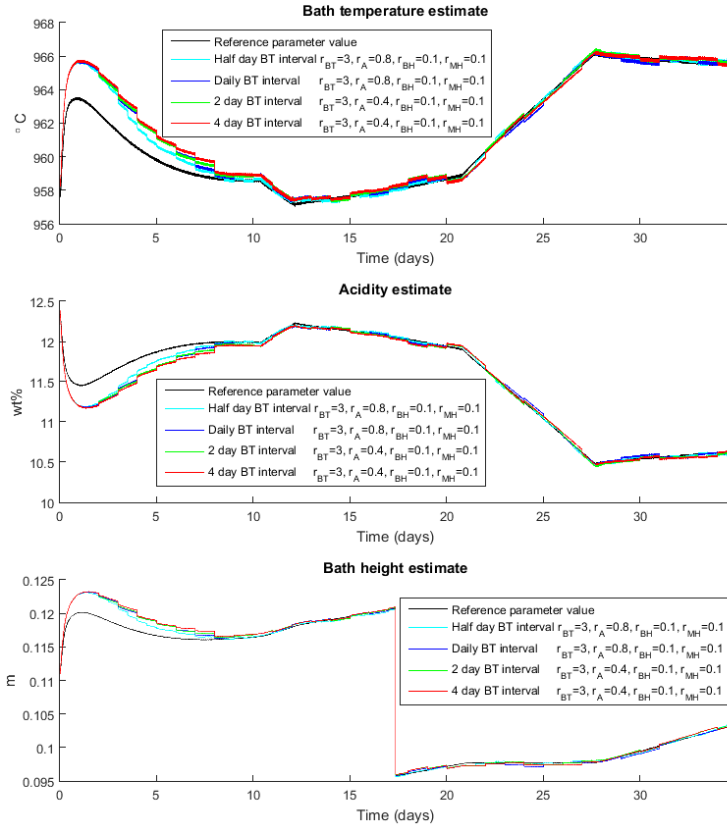 Bath temperature estimate
968
966
964
962
960
958
956
° C
Reference parameter value
Half day BT interval r_BT=3, r_A=0.8, r_BH=0.1, r_MH=0.1
Daily BT interval r_BT=3, r_A=0.8, r_BH=0.1, r_MH=0.1
2 day BT interval r_BT=3, r_A=0.4, r_BH=0.1, r_MH=0.1
4 day BT interval r_BT=3, r_A=0.4, r_BH=0.1, r_MH=0.1
0 5 10 15 20 25 30
Time (days)
Acidity estimate
12.5
12
11.5
11
10.5
10
wt%
Reference parameter value
Half day BT interval r_BT=3, r_A=0.8, r_BH=0.1, r_MH=0.1
Daily BT interval r_BT=3, r_A=0.8, r_BH=0.1, r_MH=0.1
2 day BT interval r_BT=3, r_A=0.4, r_BH=0.1, r_MH=0.1
4 day BT interval r_BT=3, r_A=0.4, r_BH=0.1, r_MH=0.1
0 5 10 15 20 25 30
Time (days)
Bath height estimate
0.125
0.12
0.115
0.11
0.105
0.1
0.095
m
Reference parameter value
Half day BT interval r_BT=3, r_A=0.8, r_BH=0.1, r_MH=0.1
Daily BT interval r_BT=3, r_A=0.8, r_BH=0.1, r_MH=0.1
2 day BT interval r_BT=3, r_A=0.4, r_BH=0.1, r_MH=0.1
4 day BT interval r_BT=3, r_A=0.4, r_BH=0.1, r_MH=0.1
0 5 10 15 20 25 30
Time (days)